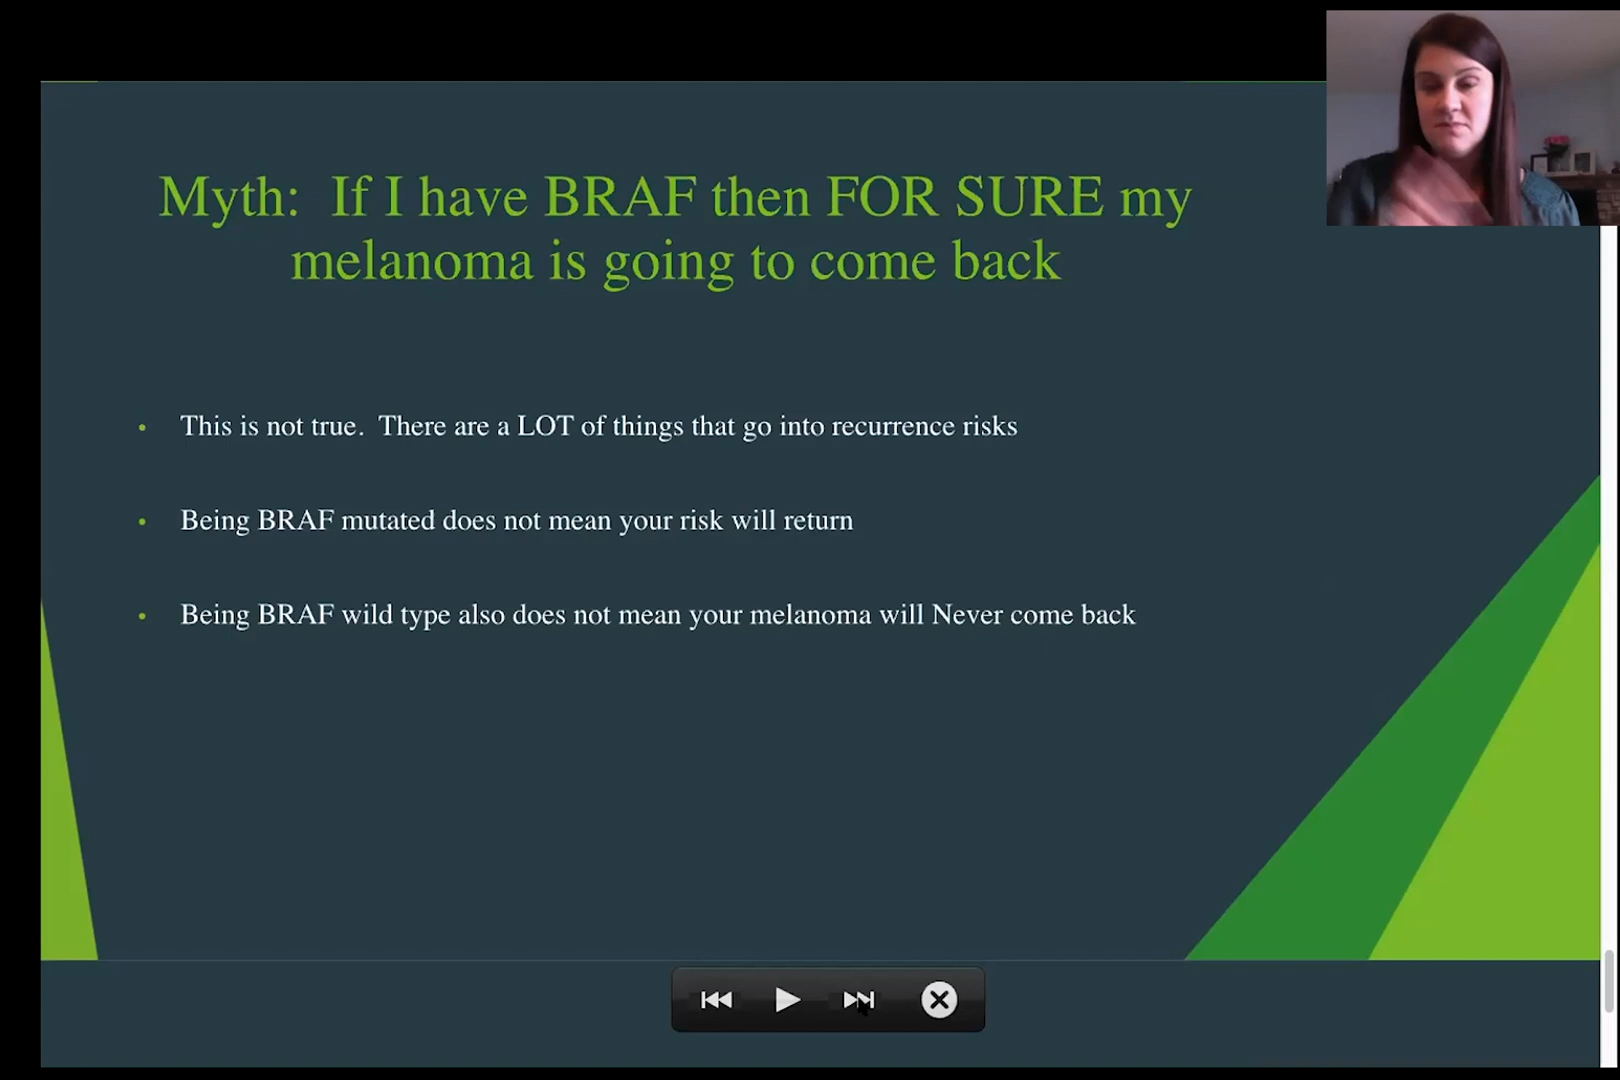 Myth:  If I have BRAF then FOR SURE my
melanoma is going to come back
• This is not true.  There are a LOT of things that go into recurrence risks
• Being BRAF mutated does not mean your risk will return
• Being BRAF wild type also does not mean your melanoma will Never come back